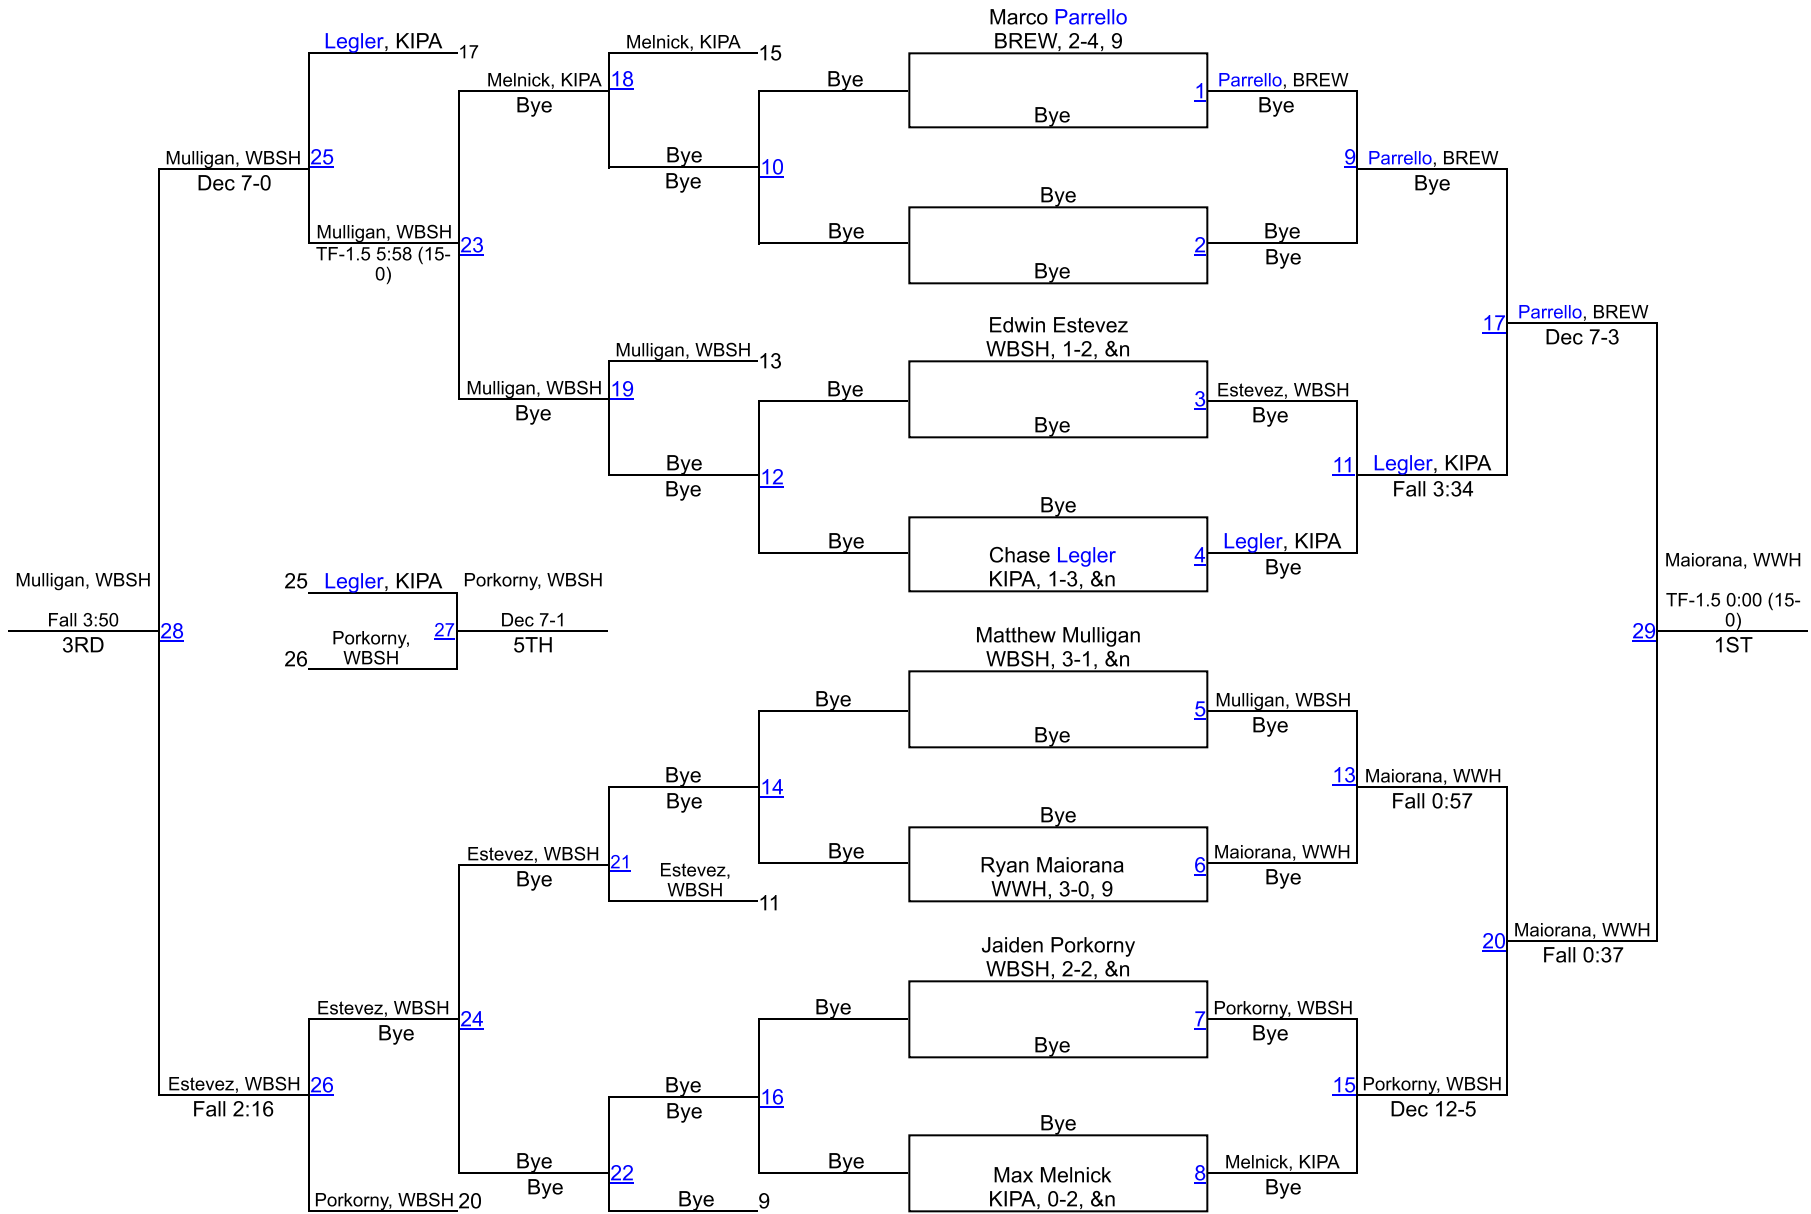 Marco Parrello
BREW, 2-4, 9
Legler, KIPA
17
Melnick, KIPA
15
Melnick, KIPA
18
Bye
Bye
1
Parrello, BREW
Bye
Bye
Bye
Mulligan, WBSH
25
Dec 7-0
Bye
10
Bye
9
Parrello, BREW
Bye
Bye
Mulligan, WBSH
23
TF-1.5 5:58 (15-
0)
Bye
2
Bye
Bye
Bye
Edwin Estevez
WBSH, 1-2, &n
17
Parrello, BREW
Dec 7-3
Mulligan, WBSH
13
Mulligan, WBSH
19
Bye
Bye
3
Estevez, WBSH
Bye
Bye
Bye
12
Bye
11
Legler, KIPA
Fall 3:34
Bye
Bye
Chase Legler
KIPA, 1-3, &n
4
Legler, KIPA
Bye
Mulligan, WBSH
Fall 3:50
28
3RD
25
Legler, KIPA
Porkorny, WBSH
Dec 7-1
27
5TH
26
Porkorny,
WBSH
Maiorana, WWH
TF-1.5 0:00 (15-
0)
29
1ST
Matthew Mulligan
WBSH, 3-1, &n
Bye
5
Mulligan, WBSH
Bye
Bye
Bye
14
Bye
13
Maiorana, WWH
Fall 0:57
Bye
Estevez, WBSH
21
Bye
Estevez,
WBSH
11
Bye
Ryan Maiorana
WWH, 3-0, 9
6
Maiorana, WWH
Bye
Jaiden Porkorny
WBSH, 2-2, &n
20
Maiorana, WWH
Fall 0:37
Estevez, WBSH
24
Bye
Bye
7
Porkorny, WBSH
Bye
Bye
Estevez, WBSH
26
Fall 2:16
Bye
16
Bye
15
Porkorny, WBSH
Dec 12-5
Bye
Bye
22
Bye
Bye
Max Melnick
KIPA, 0-2, &n
8
Melnick, KIPA
Bye
Porkorny, WBSH
20
Bye
9